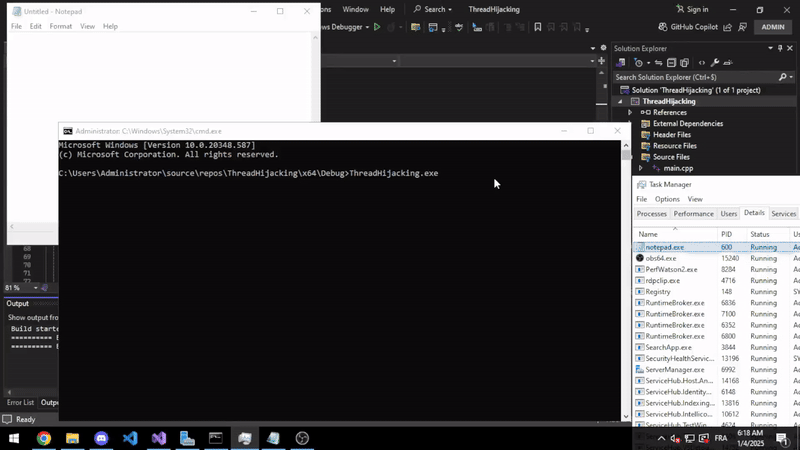 Untitled - Notepad
File Edit Format View Help
ons Window Help Search ThreadHijacking Sign in
ows Debugger GitHub Copilot ADMIN
Solution Explorer
Search Solution Explorer (Ctrl+$)
Solution 'ThreadHijacking' (1 of 1 project)
ThreadHijacking
References
External Dependencies
Header Files
Resource Files
Source Files
main.cpp
Administrator: C:\Windows\System32\cmd.exe
Microsoft Windows [Version 10.0.20348.587]
(c) Microsoft Corporation. All rights reserved.
C:\Users\Administrator\source\repos\ThreadHijacking\x64\Debug>ThreadHijacking.exe
Task Manager
File Options View
Processes Performance Users Details Services
Name PID Status Us
notepad.exe 600 Running
obs64.exe 15240 Running
PerfWatson2.exe 8284 Running
rdpclip.exe 4716 Running
Registry 148 Running
RuntimeBroker.exe 6836 Running
RuntimeBroker.exe 7100 Running
RuntimeBroker.exe 6352 Running
RuntimeBroker.exe 6800 Running
SearchApp.exe 3844 Running
SecurityHealthServic... 13196 Running
ServerManager.exe 6992 Running
ServiceHub.Host.An... 14168 Running
ServiceHub.Identity... 6148 Running
ServiceHub.Indexing... 13816 Running
ServiceHub.Intellico... 10612 Running
ServiceHub.TestWin... Running
68
69
70
71
72
81 %
Output
Show output from
Build starte
==========
==========
Error List Outpu
Ready
FRA 6:18 AM
1/4/2025